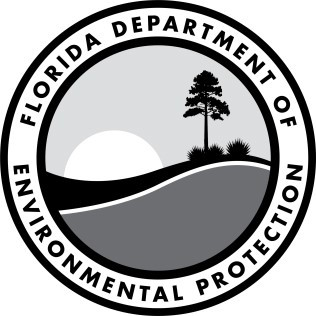 FLORIDA DEPARTMENT OF
ENVIRONMENTAL PROTECTION